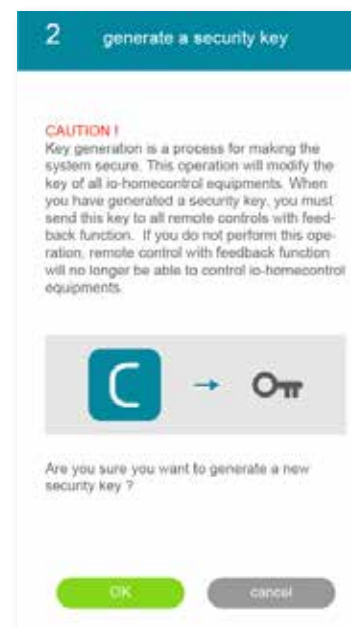 2 generate a security key
CAUTION !
Key generation is a process for making the
system secure. This operation will modify the
key of all io-homecontrol equipments. When
you have generated a security key, you must
send this key to all remote controls with feed-
back function. If you do not perform this ope-
ration, remote control with feedback function
will no longer be able to control io-homecontrol
equipments.
Are you sure you want to generate a new
security key ?
OK cancel